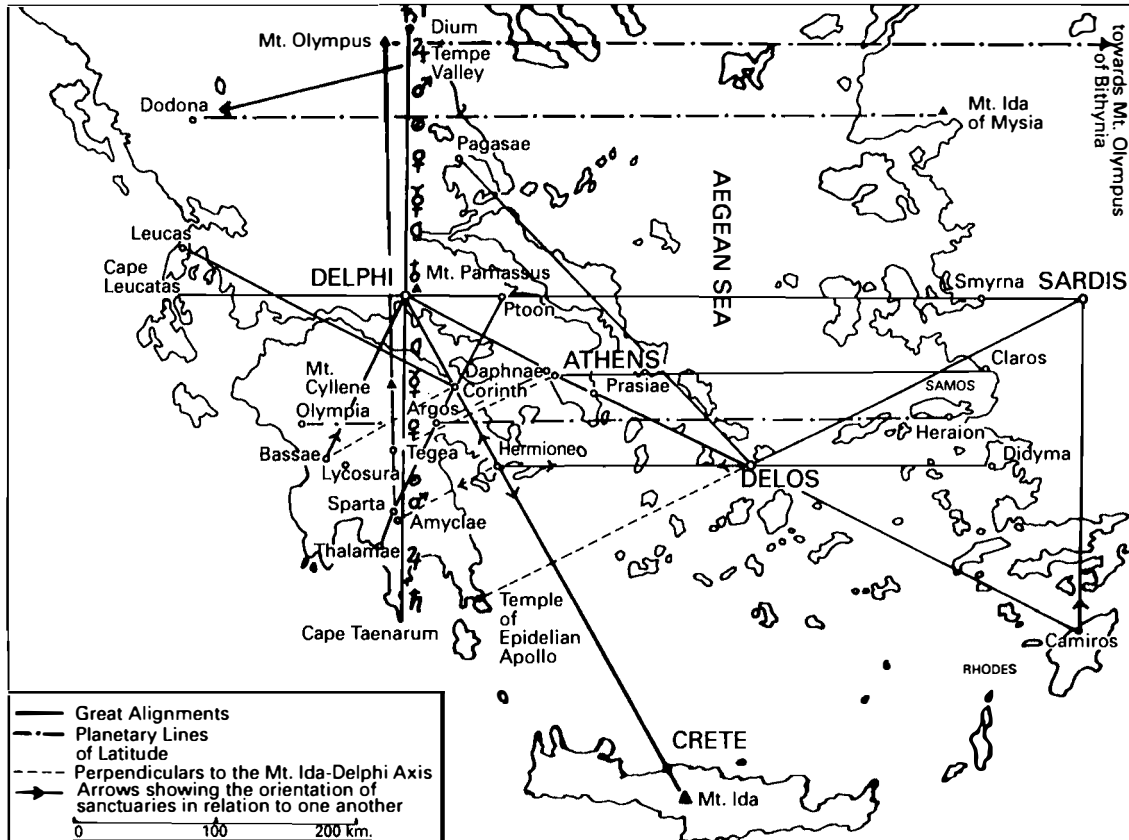 Dium
Mt. Olympus
Tempe
Valley
towards Mt. Olympus
of Bithynia
Dodona
Mt. Ida
of Mysia
Pagasae
AEGEAN SEA
Leucas
Cape
Leucatas
DELPHI
Mt. Parnassus
Ptoon
Smyrna
SARDIS
Mt.
Cyllene
Daphnae
ATHENS
Corinth
Prasiae
Claros
SAMOS
Olympia
Argos
Heraion
Bassae
Tegea
Hermione
Didyma
Lycosura
DELOS
Sparta
Amyclae
Thalamae
Temple
of
Epidelian
Apollo
Cape Taenarum
Camiros
RHODES
CRETE
Mt. Ida
Great Alignments
Planetary Lines
of Latitude
Perpendiculars to the Mt. Ida-Delphi Axis
Arrows showing the orientation of
sanctuaries in relation to one another
0 100 200 km.